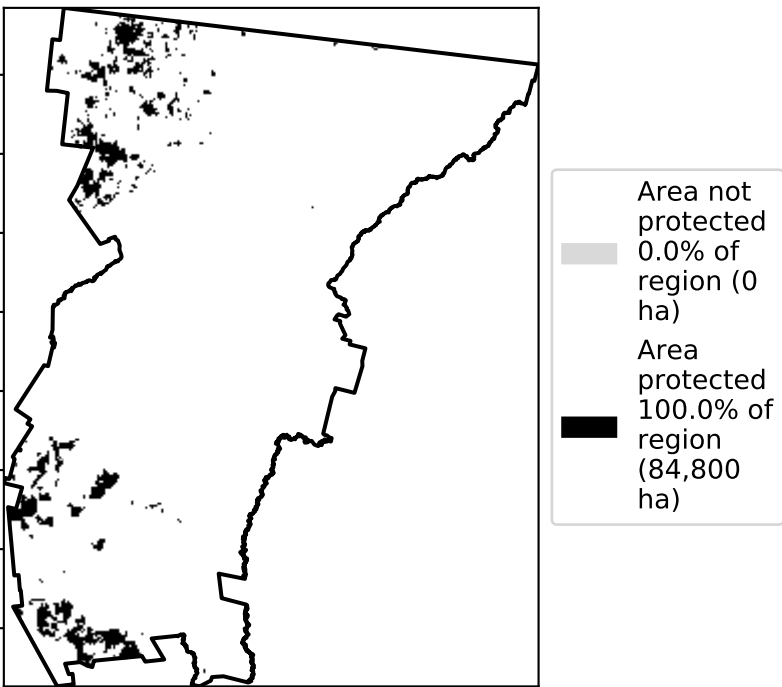 Area not
protected
0.0% of
region (0
ha)
Area
protected
100.0% of
region
(84,800
ha)